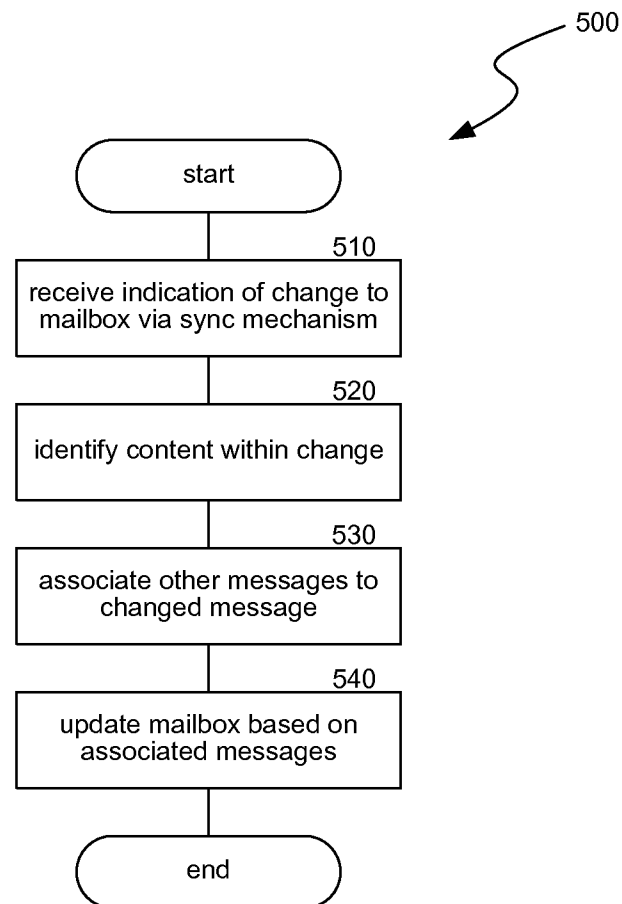 500
start
510
receive indication of change to
mailbox via sync mechanism
520
identify content within change
530
associate other messages to
changed message
540
update mailbox based on
associated messages
end